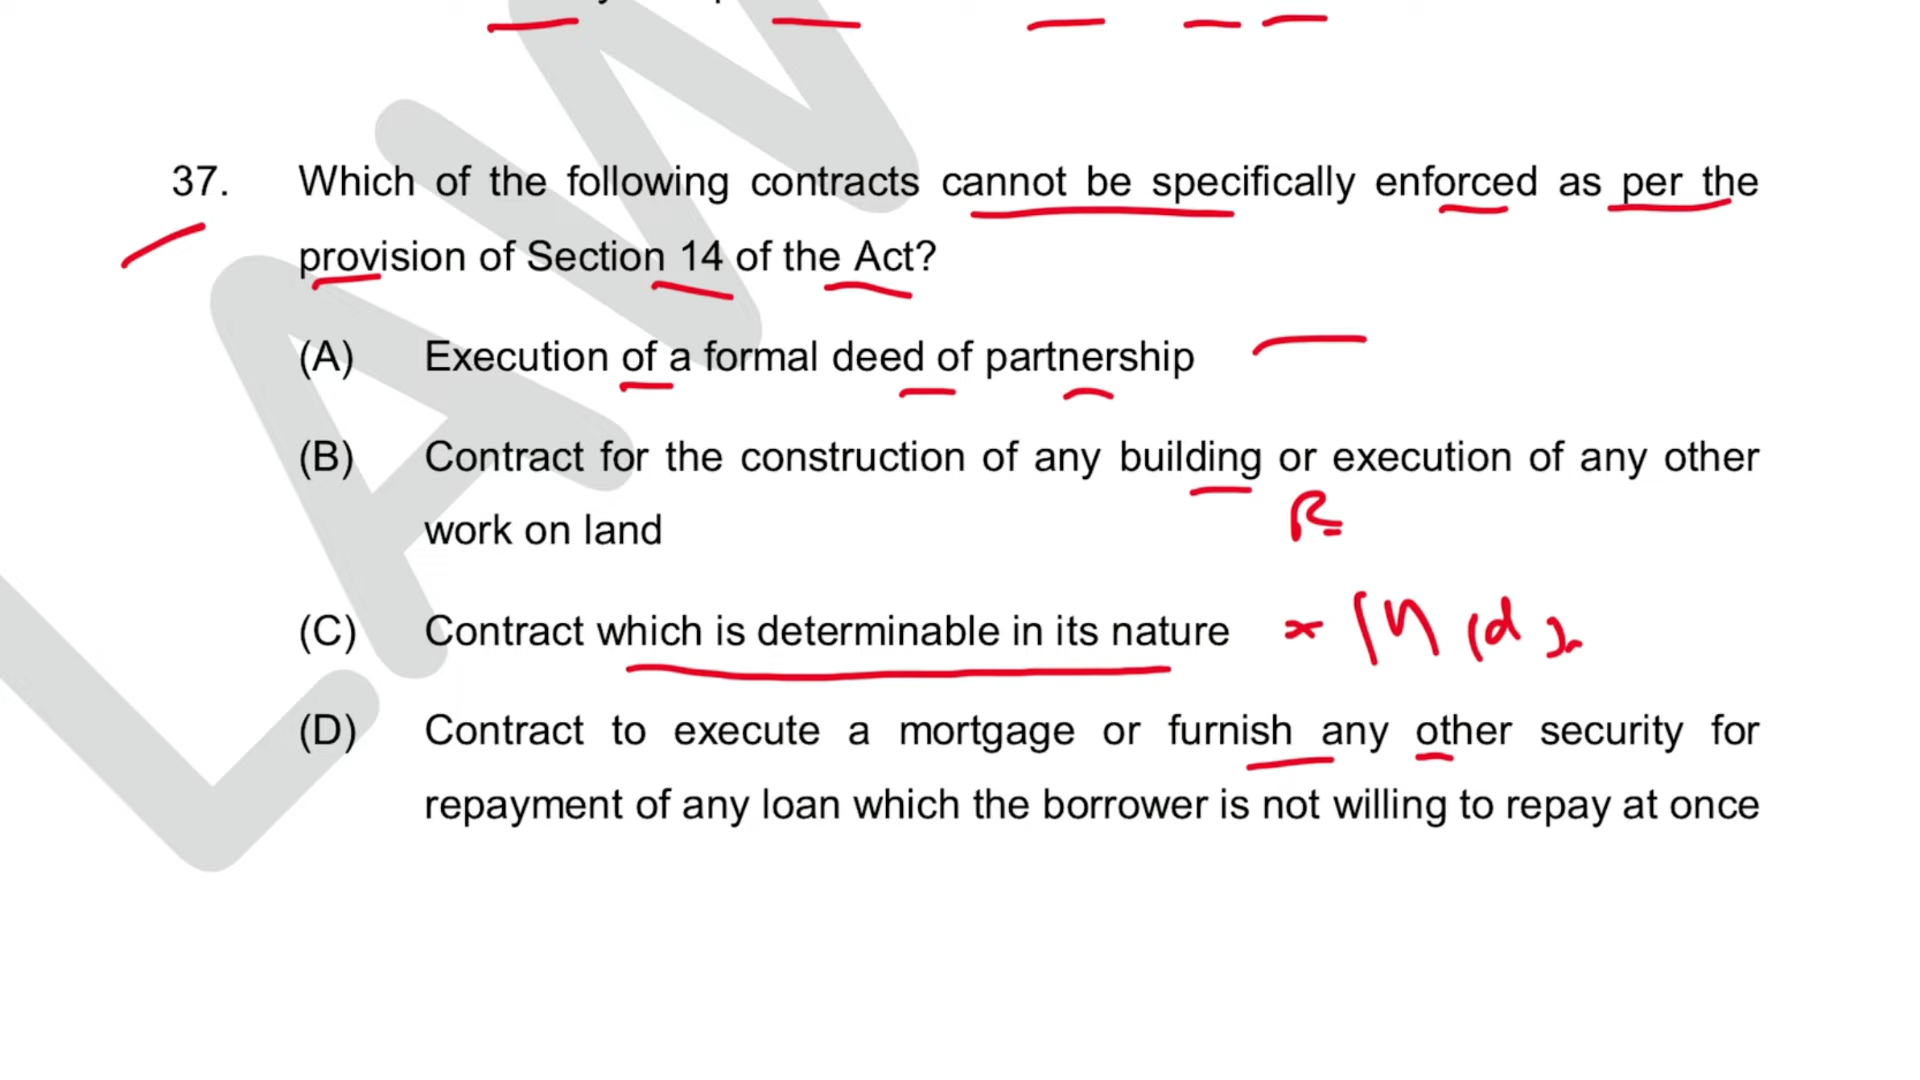 37. Which of the following contracts cannot be specifically enforced as per the
provision of Section 14 of the Act?
(A) Execution of a formal deed of partnership
(B) Contract for the construction of any building or execution of any other
work on land
(C) Contract which is determinable in its nature
(D) Contract to execute a mortgage or furnish any other security for
repayment of any loan which the borrower is not willing to repay at once
LAW